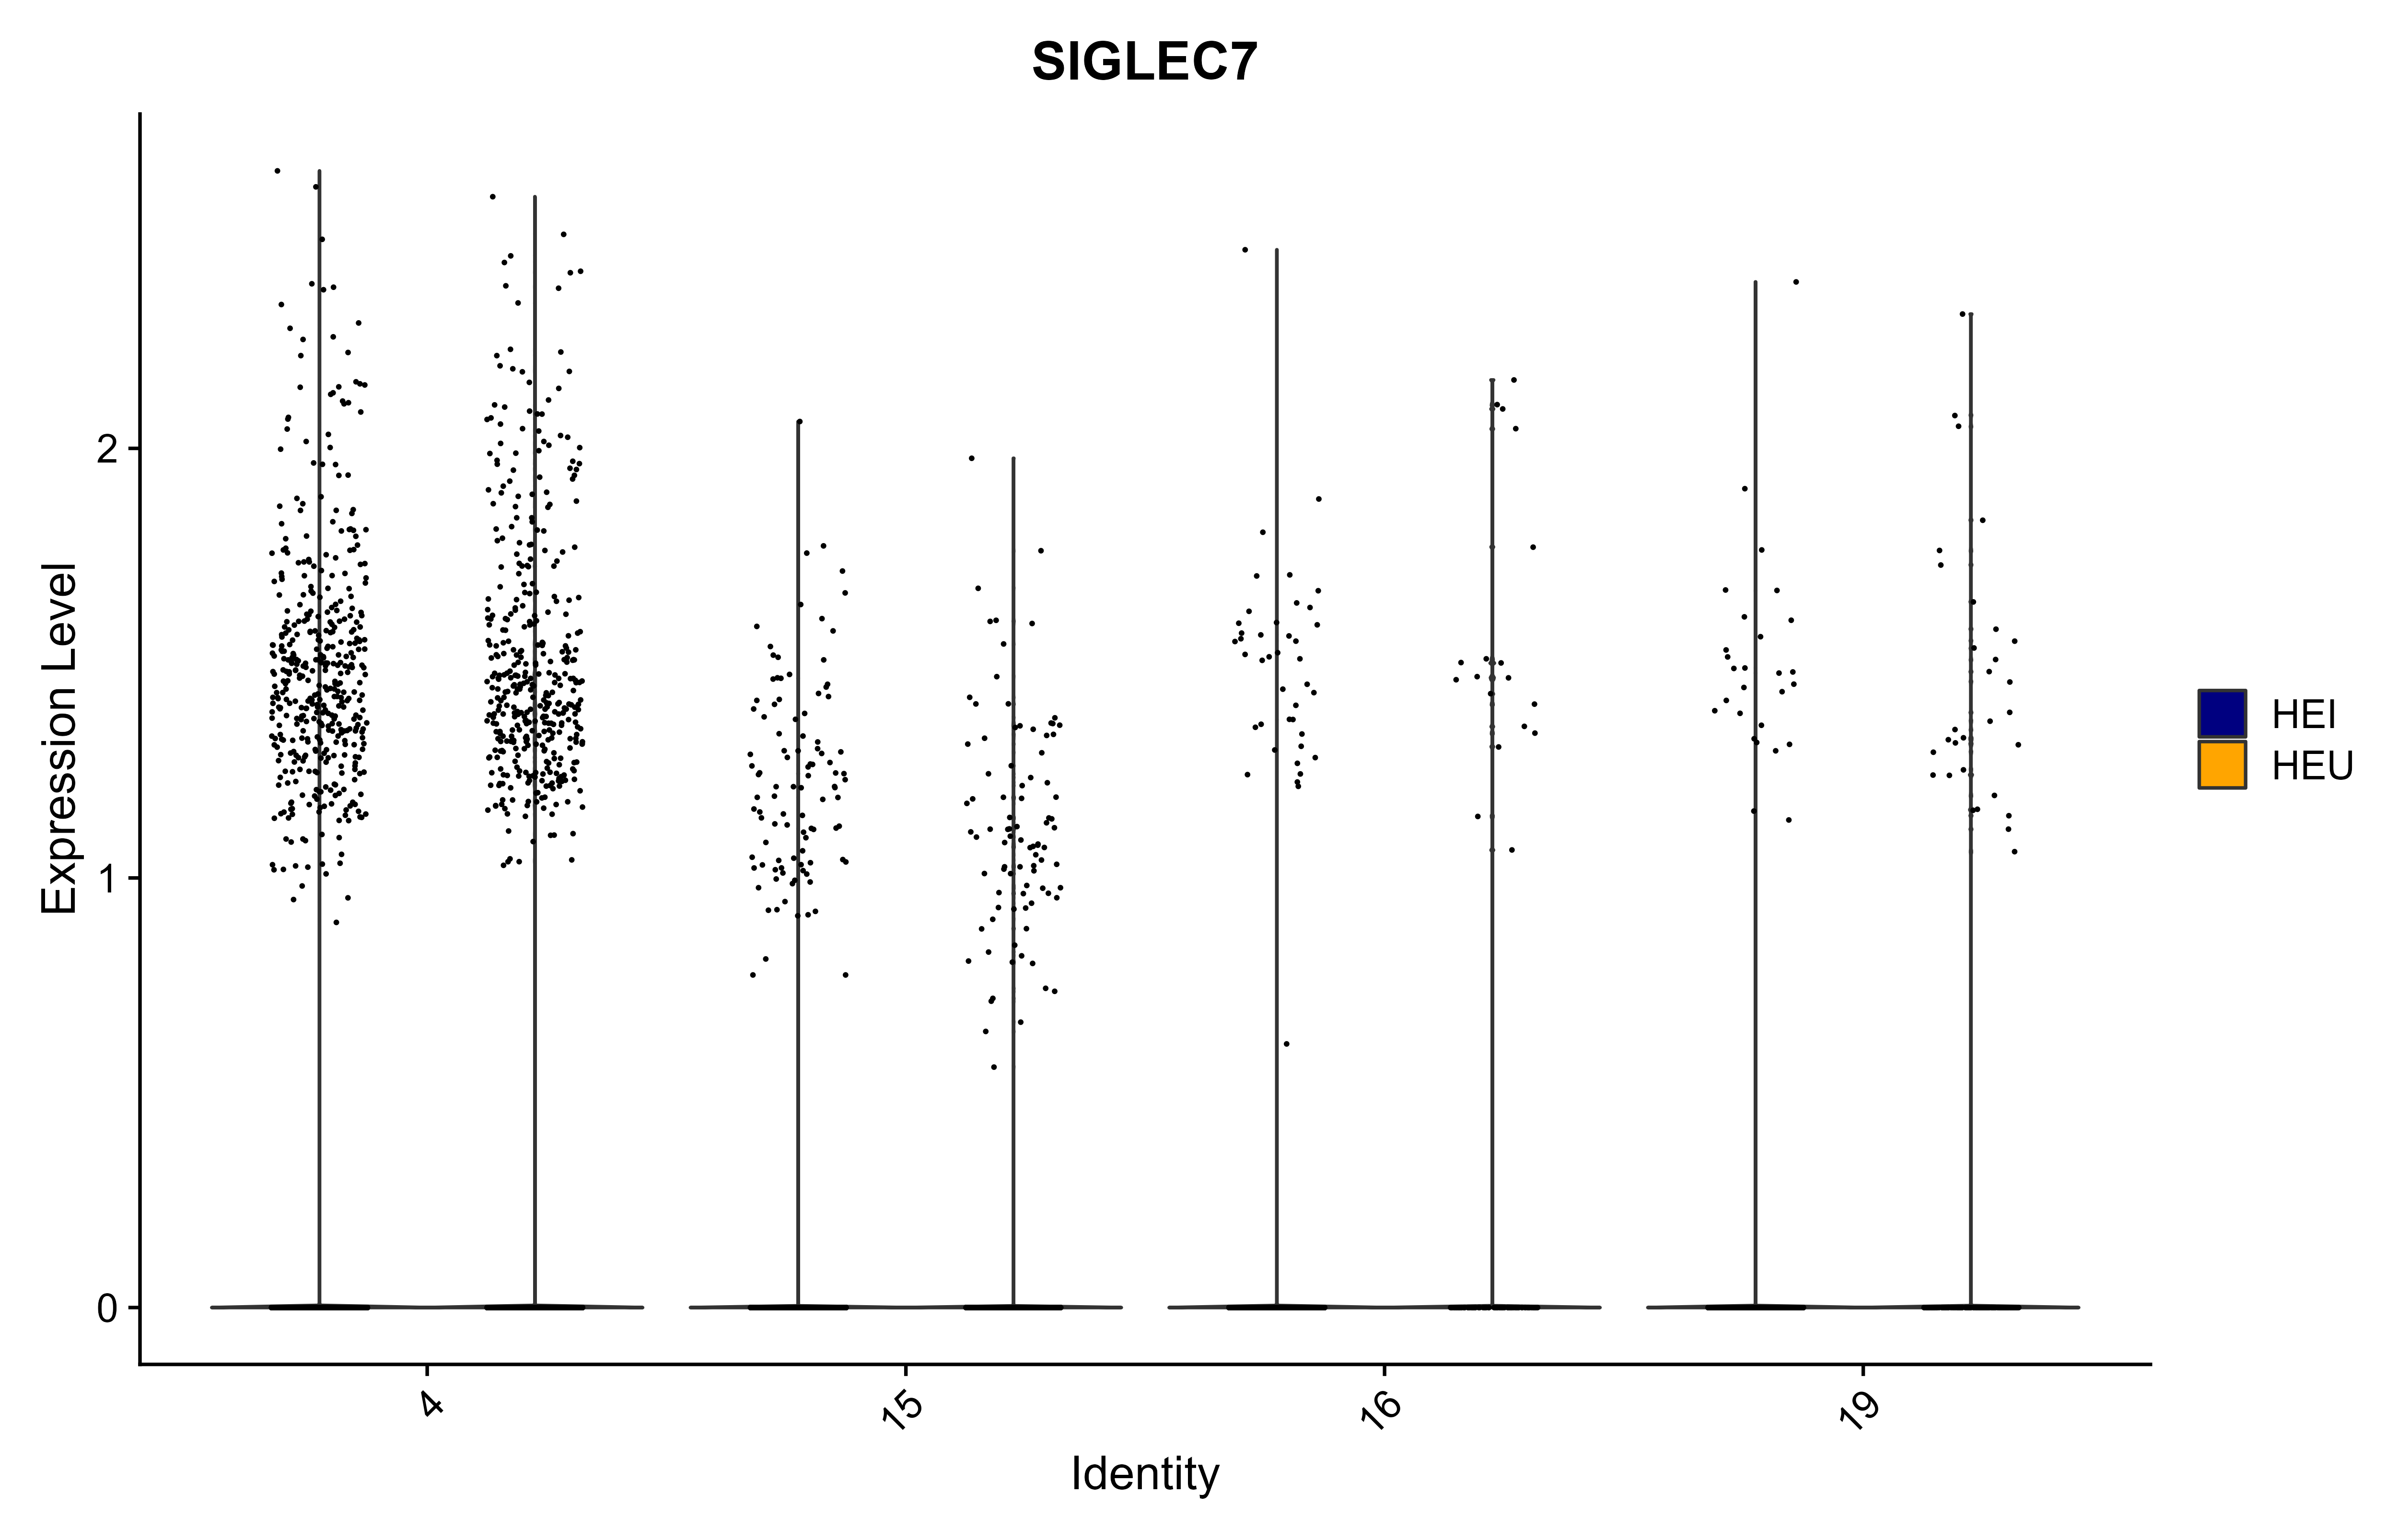 SIGLEC7
Expression Level
2
1
0
4
15
16
19
Identity
HEI
HEU